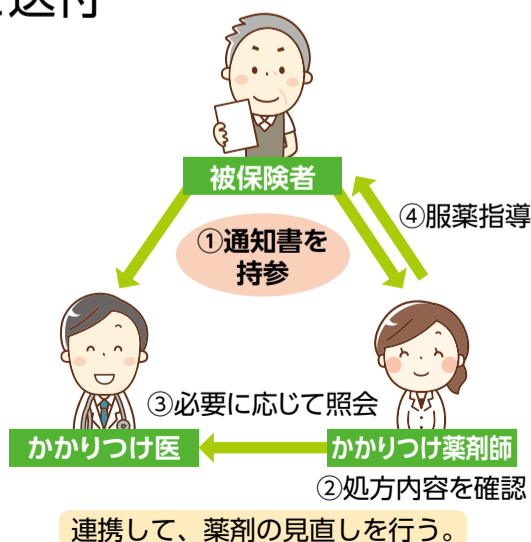 送付
被保険者
④服薬指導
①通知書を
持参
③必要に応じて照会
かかりつけ医
かかりつけ薬剤師
②処方内容を確認
連携して、薬剤の見直しを行う。